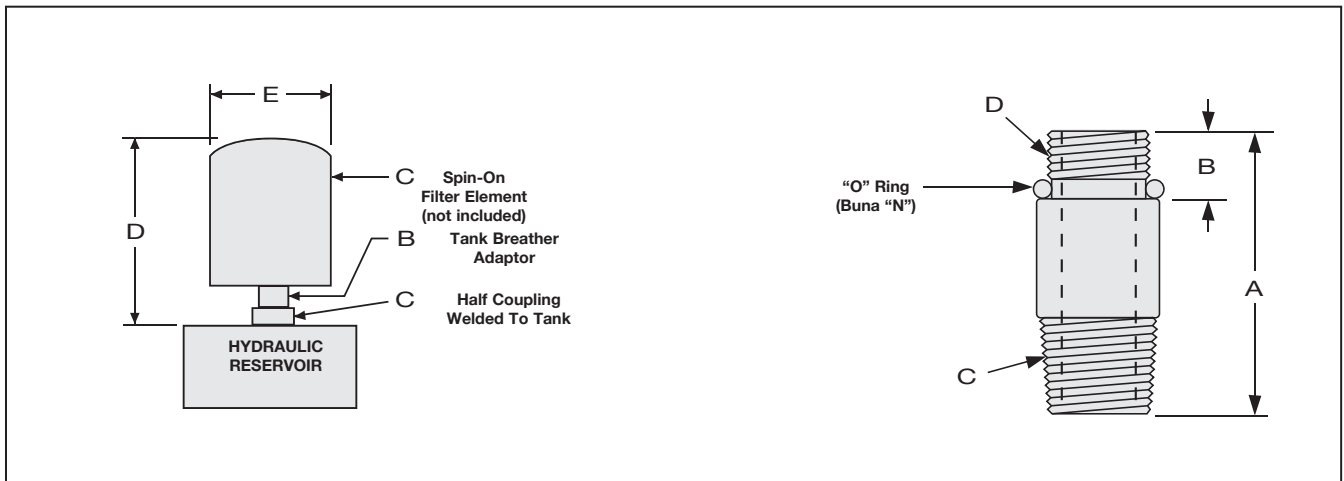 E
D
C
Spin-On
Filter Element
(not included)
B
Tank Breather
Adaptor
C
Half Coupling
Welded To Tank
HYDRAULIC
RESERVOIR
D
B
"O" Ring
(Buna "N")
A
C